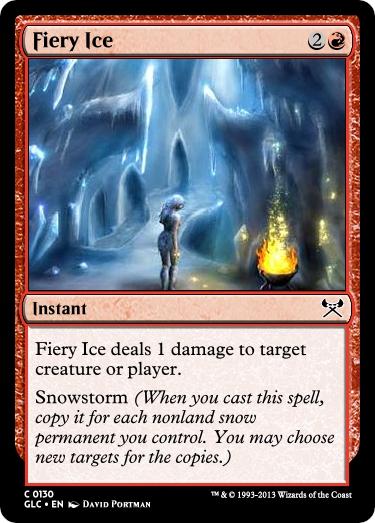 Fiery Ice 2
Instant
Fiery Ice deals 1 damage to target
creature or player.
Snowstorm (When you cast this spell,
copy it for each nonland snow
permanent you control. You may choose
new targets for the copies.)
C 0130
GLC • EN DAVID PORTMAN
™ & © 1993-2013 Wizards of the Coast